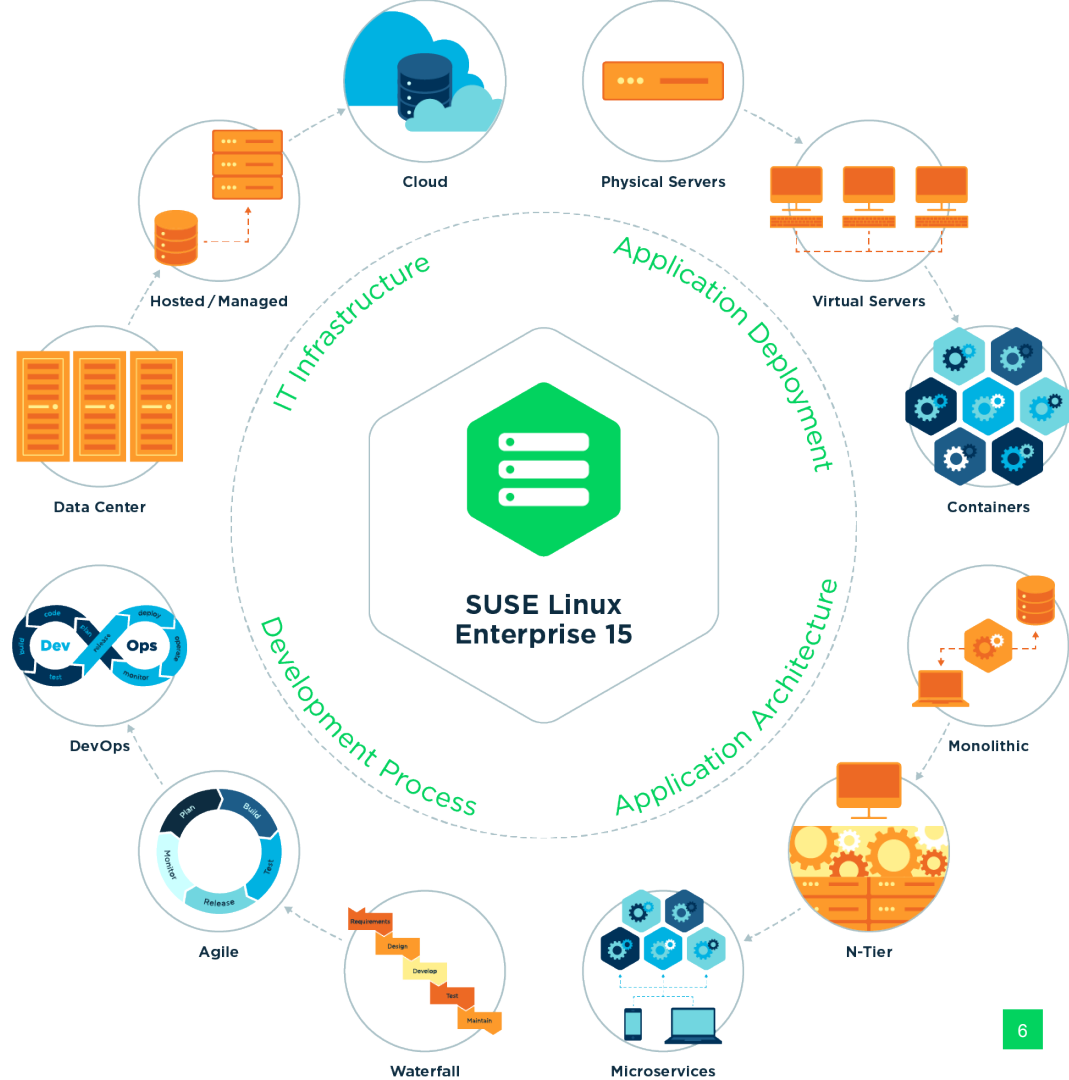 Cloud
Physical Servers
Hosted / Managed
Virtual Servers
Data Center
Containers
IT Infrastructure
Application Deployment
SUSE Linux
Enterprise 15
Development Process
Application Architecture
code
plan
build
test
Dev
release
deploy
operate
monitor
Ops
DevOps
Monolithic
Plan
Build
Test
Release
Monitor
Agile
N-Tier
Requirements
Design
Develop
Test
Maintain
Waterfall
Microservices
6